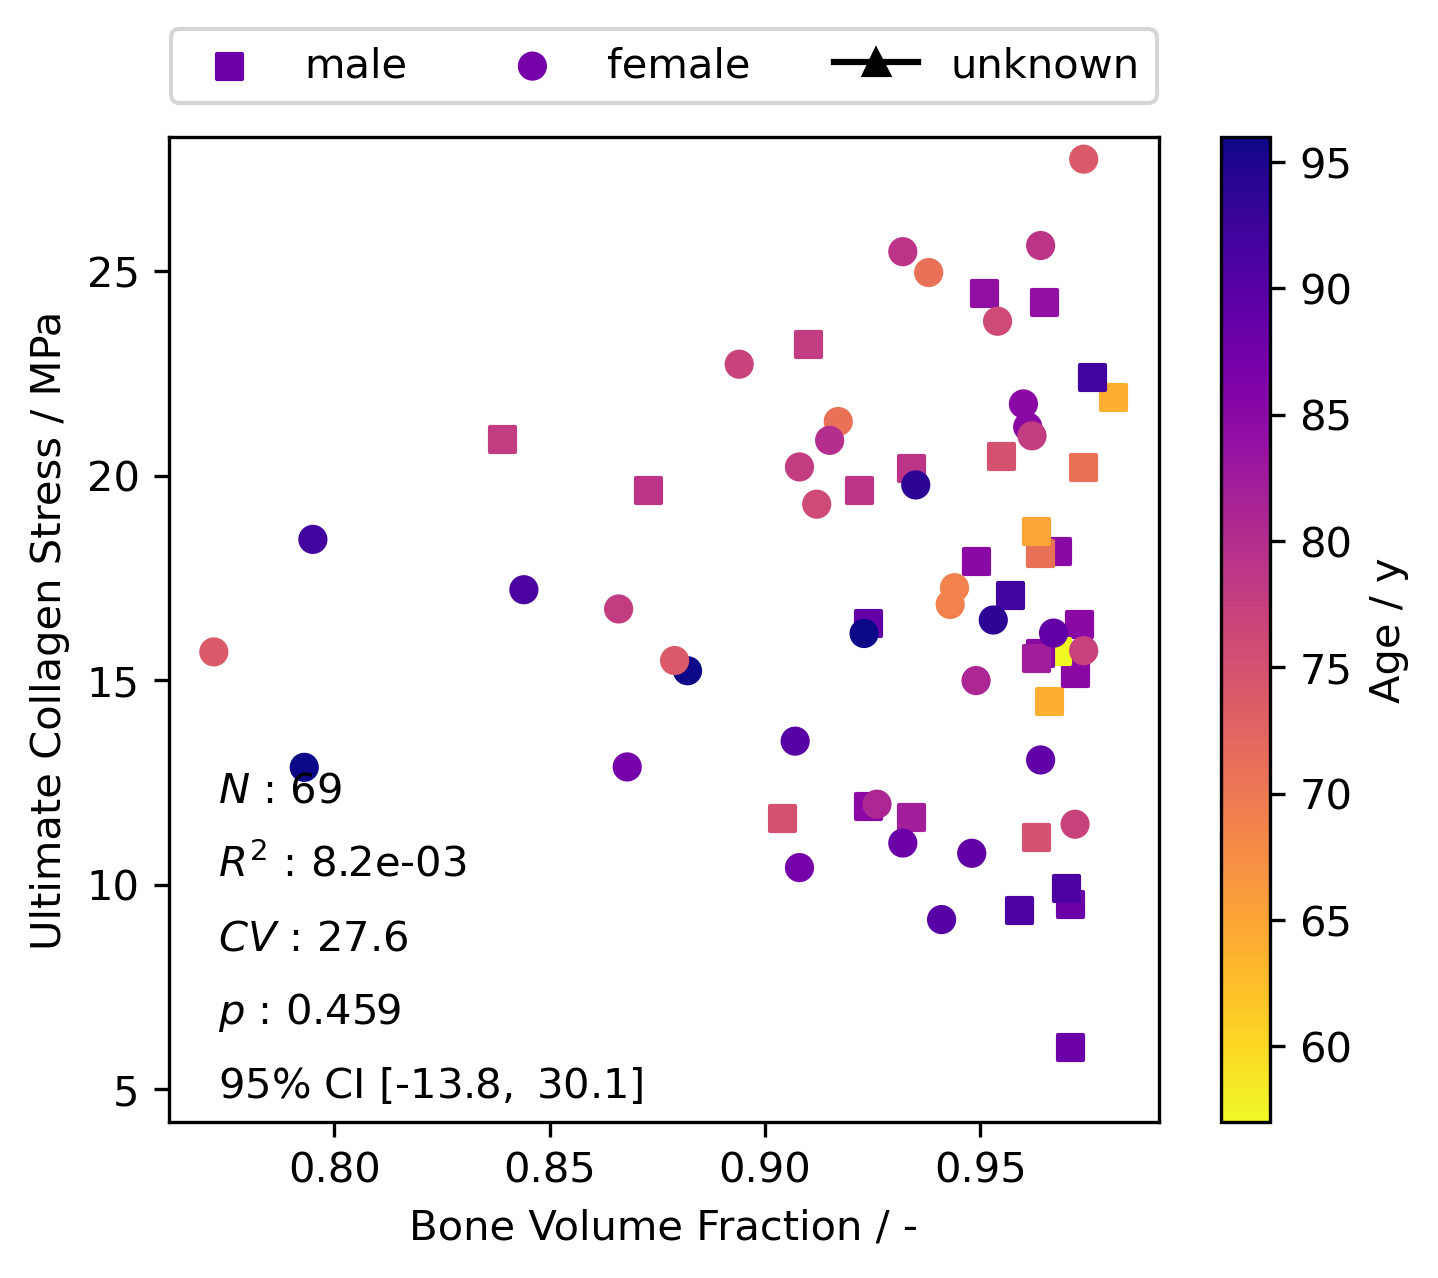 male female unknown
25
20
15
10
5
Ultimate Collagen Stress / MPa
N : 69
R² : 8.2e-03
CV : 27.6
p : 0.459
95% CI [-13.8, 30.1]
0.80 0.85 0.90 0.95
Bone Volume Fraction / -
95
90
85
80
75
70
65
60
Age / y